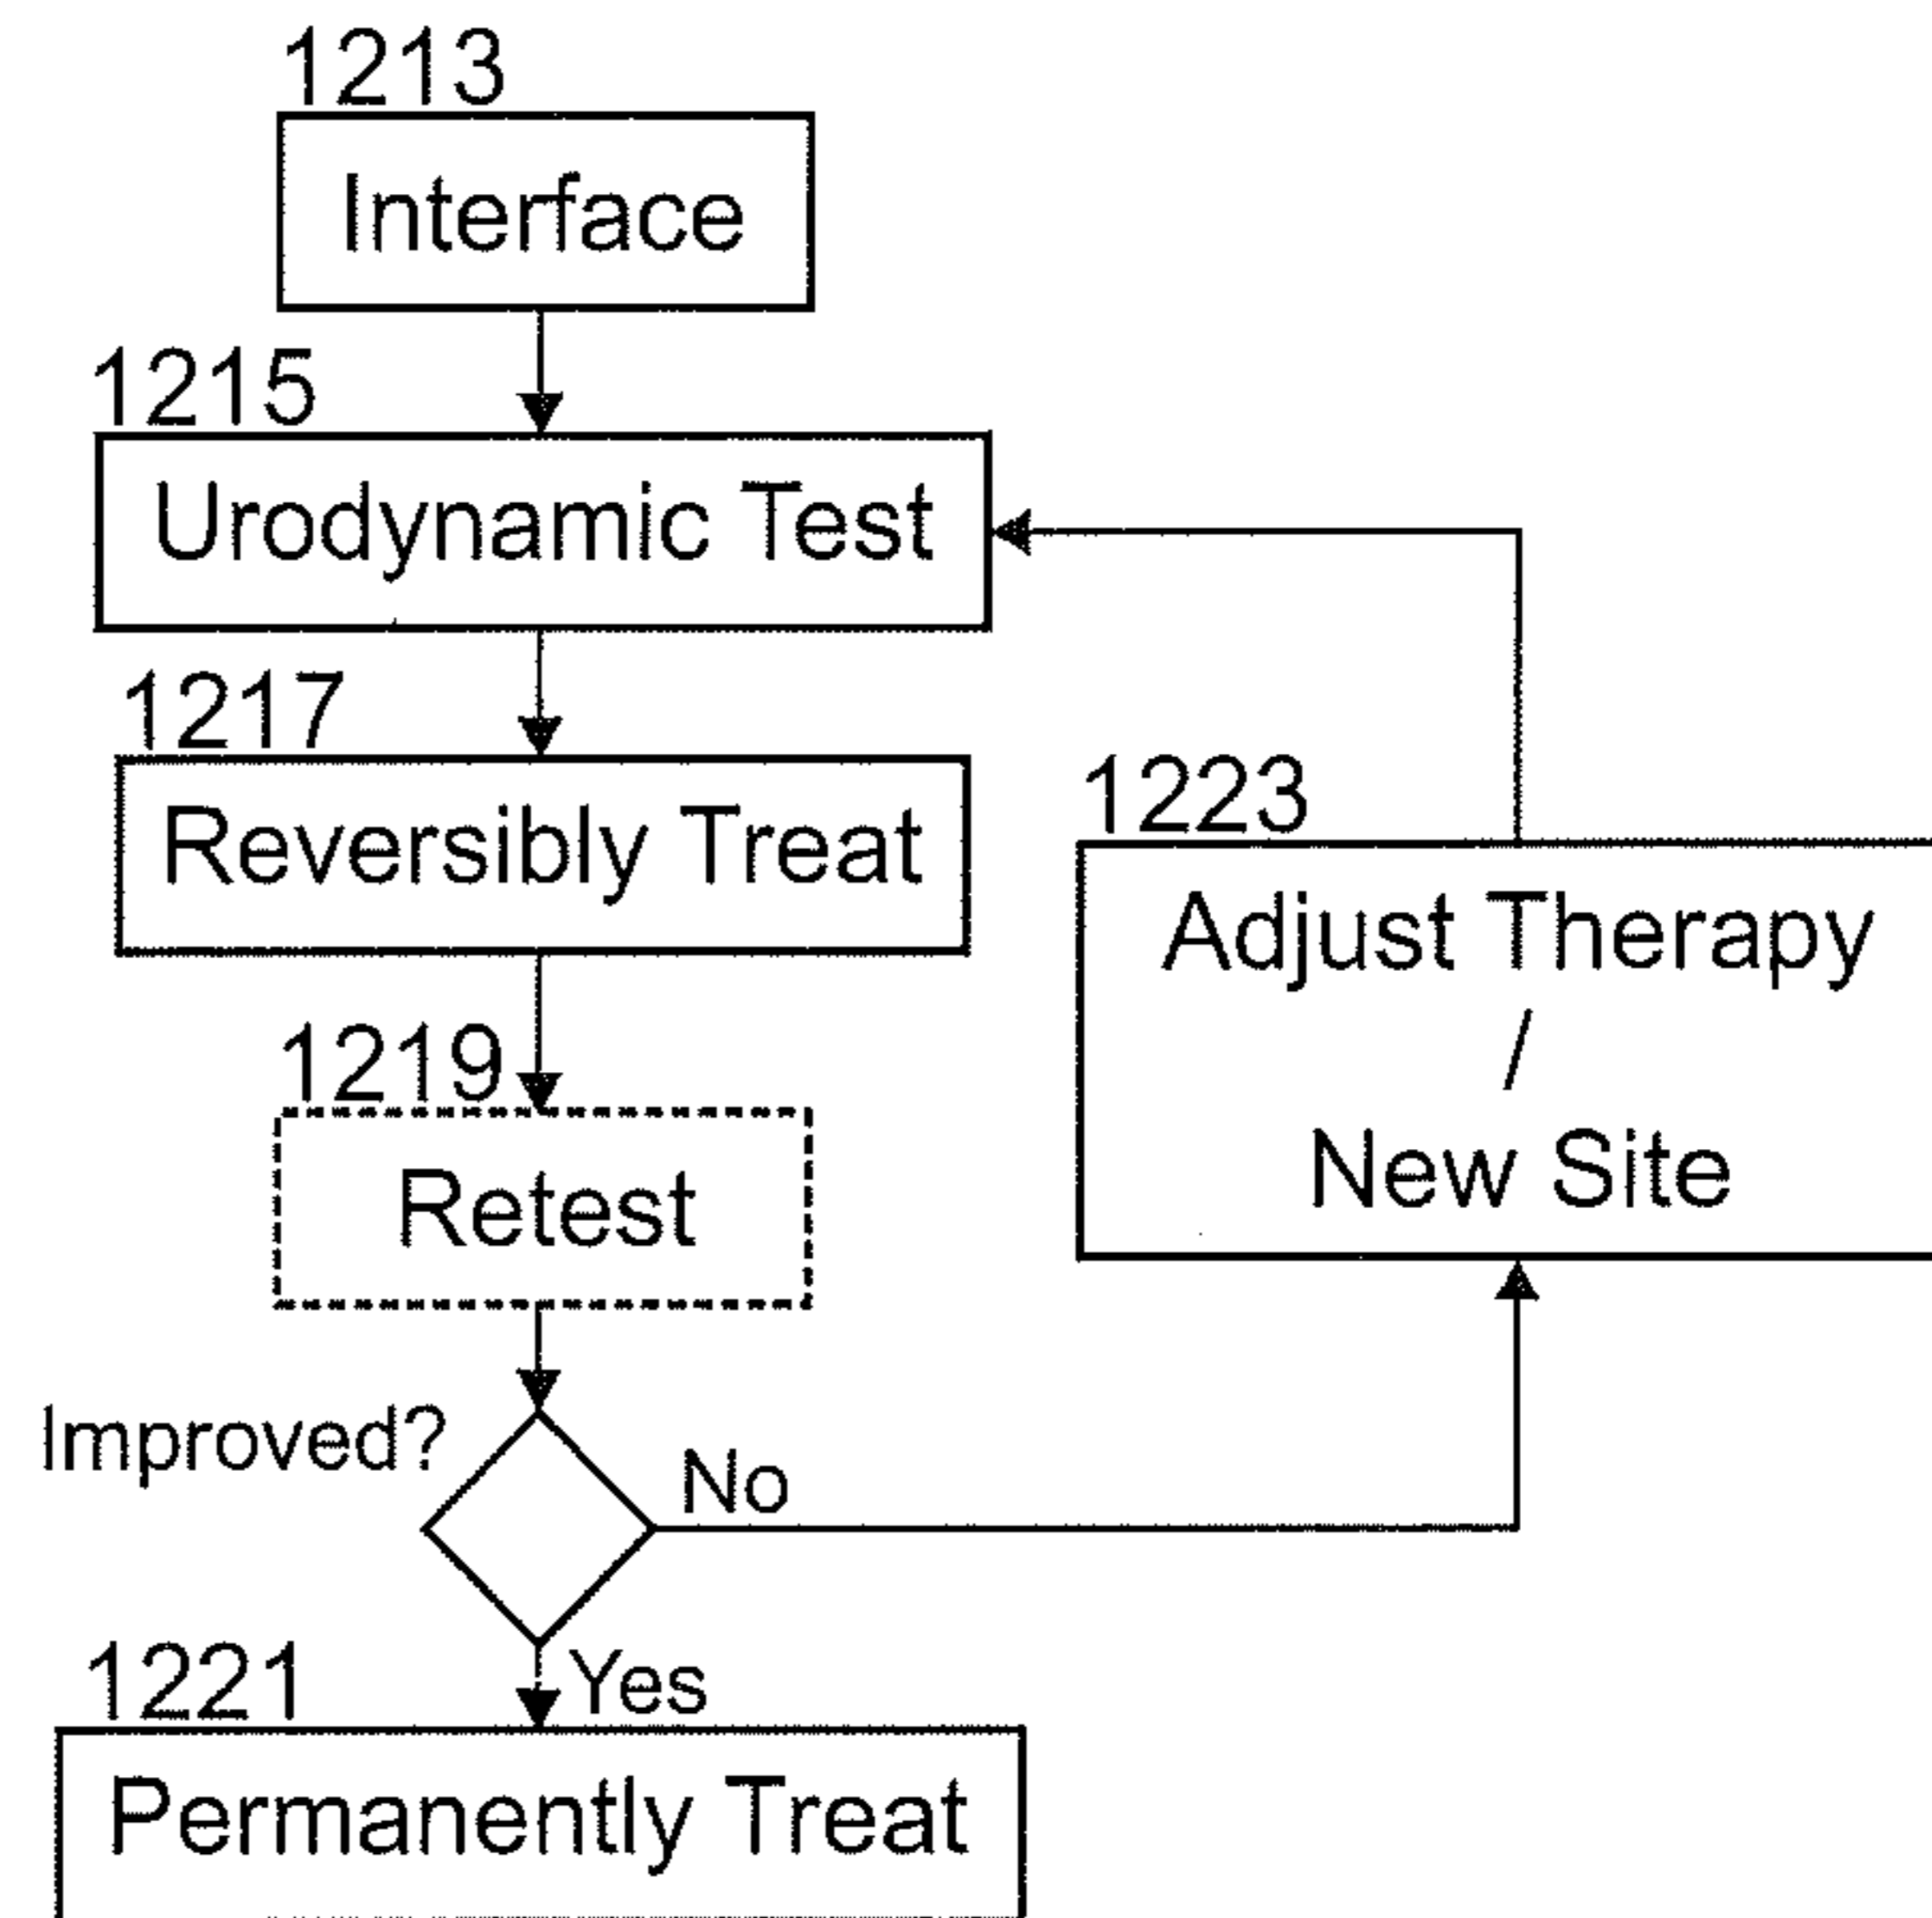 1213
Interface
1215
Urodynamic Test
1217
Reversibly Treat
1223
Adjust Therapy
/
New Site
1219
Retest
Improved?
No
Yes
1221
Permanently Treat